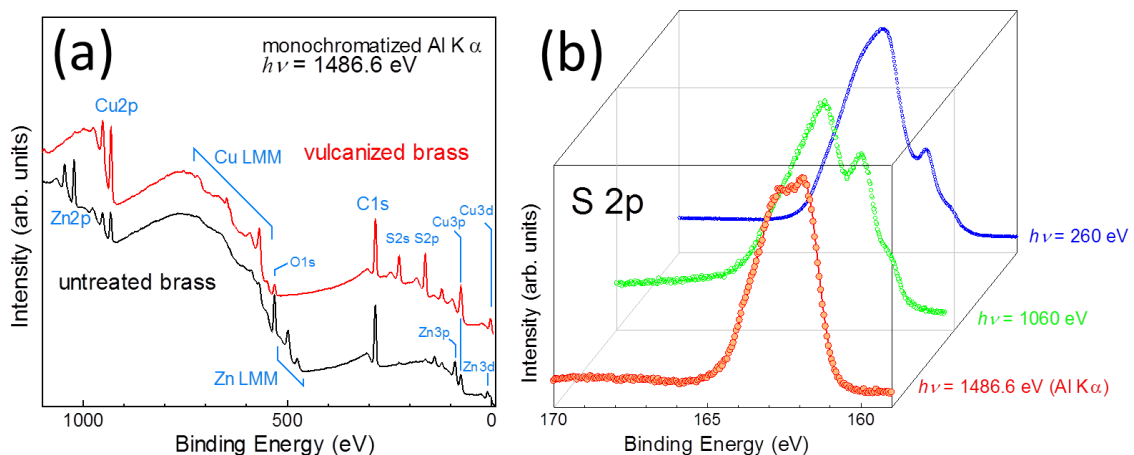 (a)
monochromatized Al K α
hν = 1486.6 eV
Cu2p
Cu LMM
vulcanized brass
C1s
Cu3d
Cu3p
S2s S2p
Zn2p
O1s
untreated brass
Zn3p
Zn3d
Zn LMM
Intensity (arb. units)
1000
500
0
Binding Energy (eV)
(b)
S 2p
hν = 260 eV
hν = 1060 eV
hν = 1486.6 eV (Al Kα)
Intensity (arb. units)
170
165
160
Binding Energy (eV)